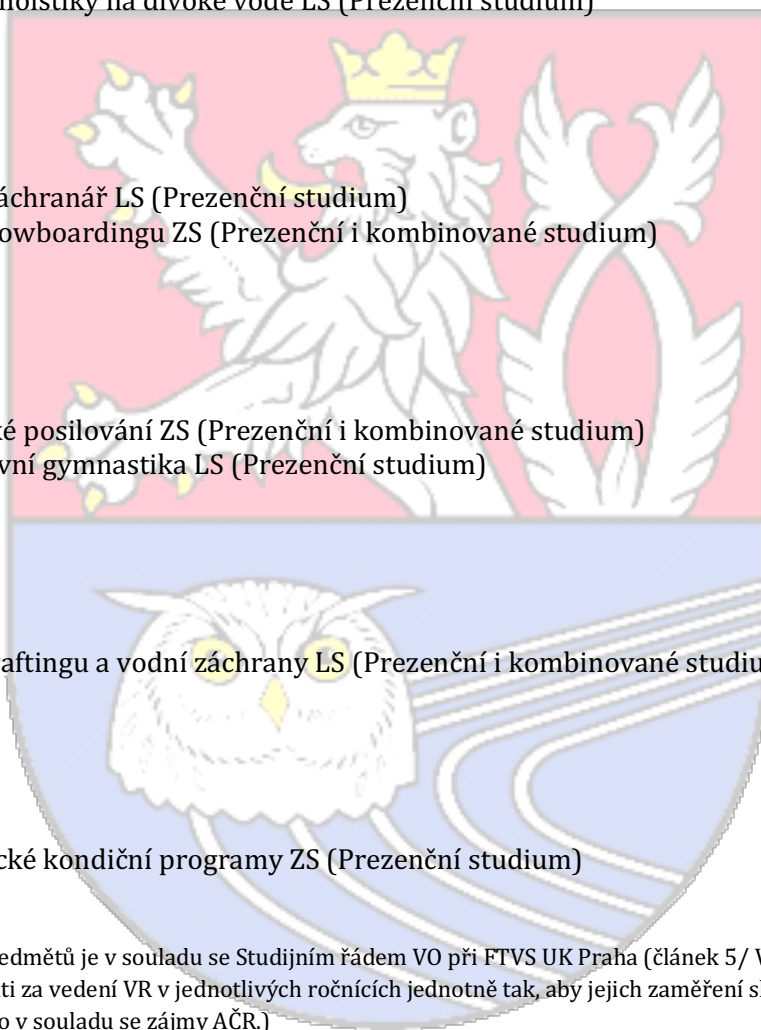 noistiky na divoké vodě LS (Prezenční studium)
áchranář LS (Prezenční studium)
owboardingu ZS (Prezenční i kombinované studium)
ké posilování ZS (Prezenční i kombinované studium)
vní gymnastika LS (Prezenční studium)
aftingu a vodní záchrany LS (Prezenční i kombinované studiu
cké kondiční programy ZS (Prezenční studium)
edmětů je v souladu se Studijním řádem VO při FTVS UK Praha (článek 5/ V
ti za vedení VR v jednotlivých ročnících jednotně tak, aby jejich zaměření sl
o v souladu se zájmy AČR.)